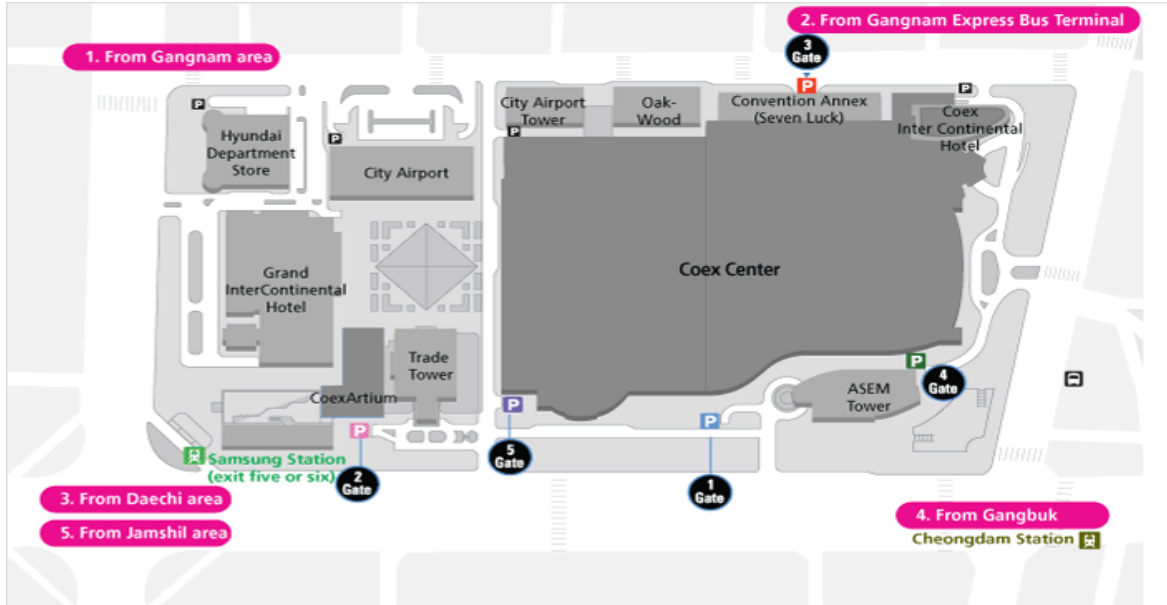 2. From Gangnam Express Bus Terminal
1. From Gangnam area
3
Gate
P
P
P
City Airport
Tower
Oak-
Wood
Convention Annex
(Seven Luck)
Coex
Inter Continental
Hotel
P
P
P
Hyundai
Department
Store
City Airport
Coex Center
Grand
InterContinental
Hotel
Trade
Tower
P
4
Gate
CoexArtium
ASEM
Tower
P
P
P
5
Gate
Samsung Station
(exit five or six)
2
Gate
1
Gate
3. From Daechi area
5. From Jamshil area
4. From Gangbuk
Cheongdam Station